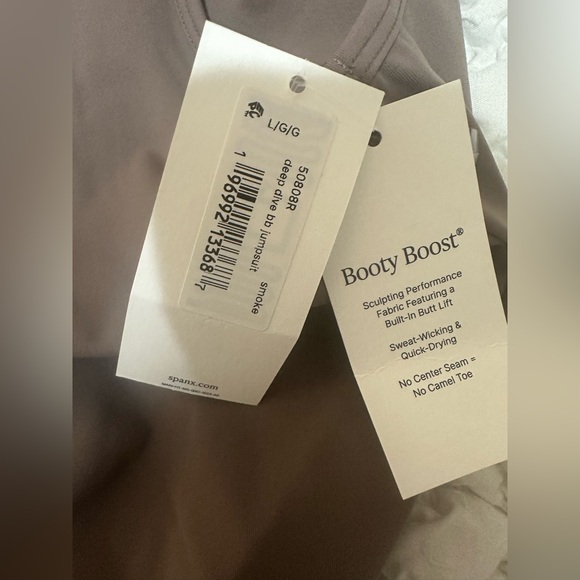 L/G/G
50808R
deep dive bb jumpsuit smoke
1 96992 13368 7
spanx.com
Booty Boost®
Sculpting Performance
Fabric Featuring a
Built-In Butt Lift
Sweat-Wicking &
Quick-Drying
No Center Seam =
No Camel Toe